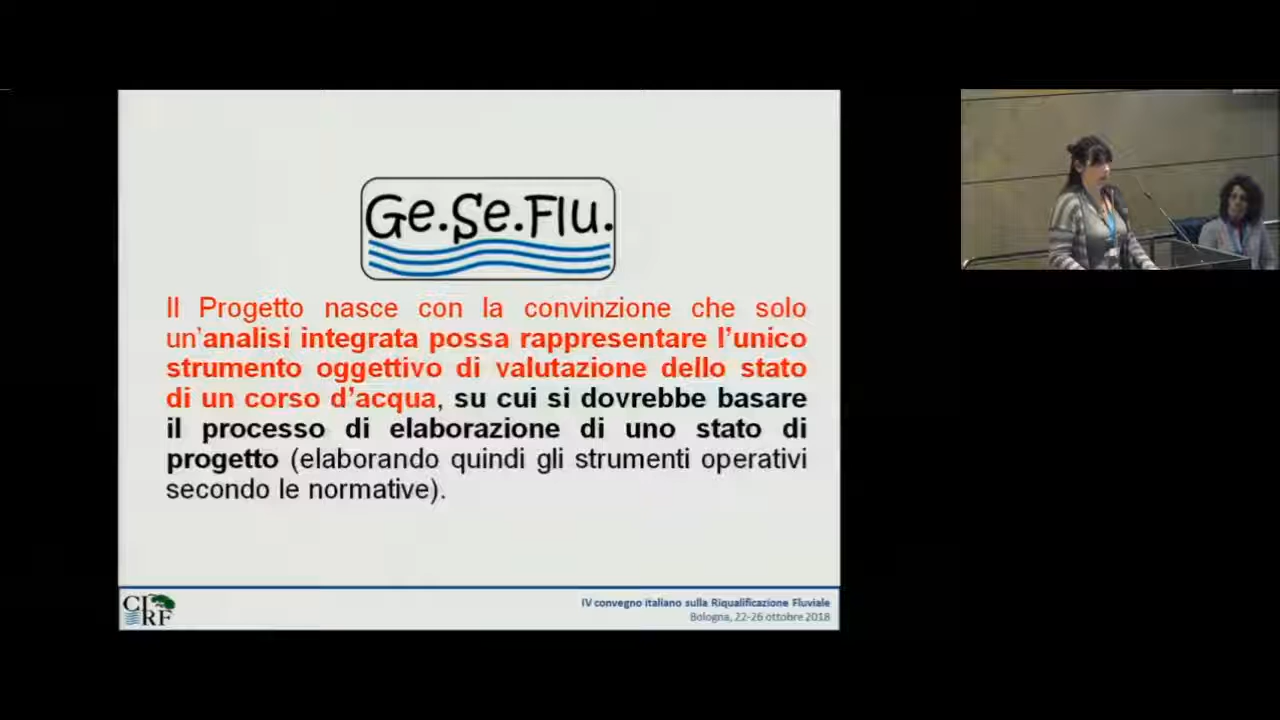 Ge.Se.Flu.
Il Progetto nasce con la convinzione che solo
un'analisi integrata possa rappresentare l'unico
strumento oggettivo di valutazione dello stato
di un corso d'acqua, su cui si dovrebbe basare
il processo di elaborazione di uno stato di
progetto (elaborando quindi gli strumenti operativi
secondo le normative).
CIRF
IV convegno italiano sulla Riqualificazione Fluviale
Bologna, 22-26 ottobre 2018